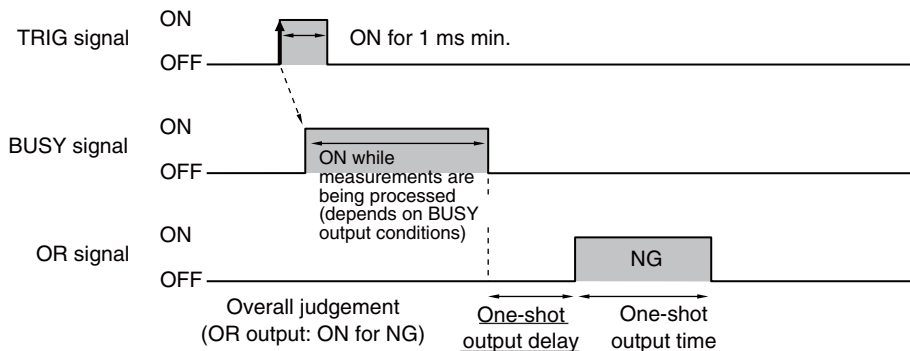 ON
TRIG signal
ON for 1 ms min.
OFF
ON
BUSY signal
OFF
ON while
measurements are
being processed
(depends on BUSY
output conditions)
ON
OR signal
NG
OFF
Overall judgement
(OR output: ON for NG)
One-shot
output delay
One-shot
output time